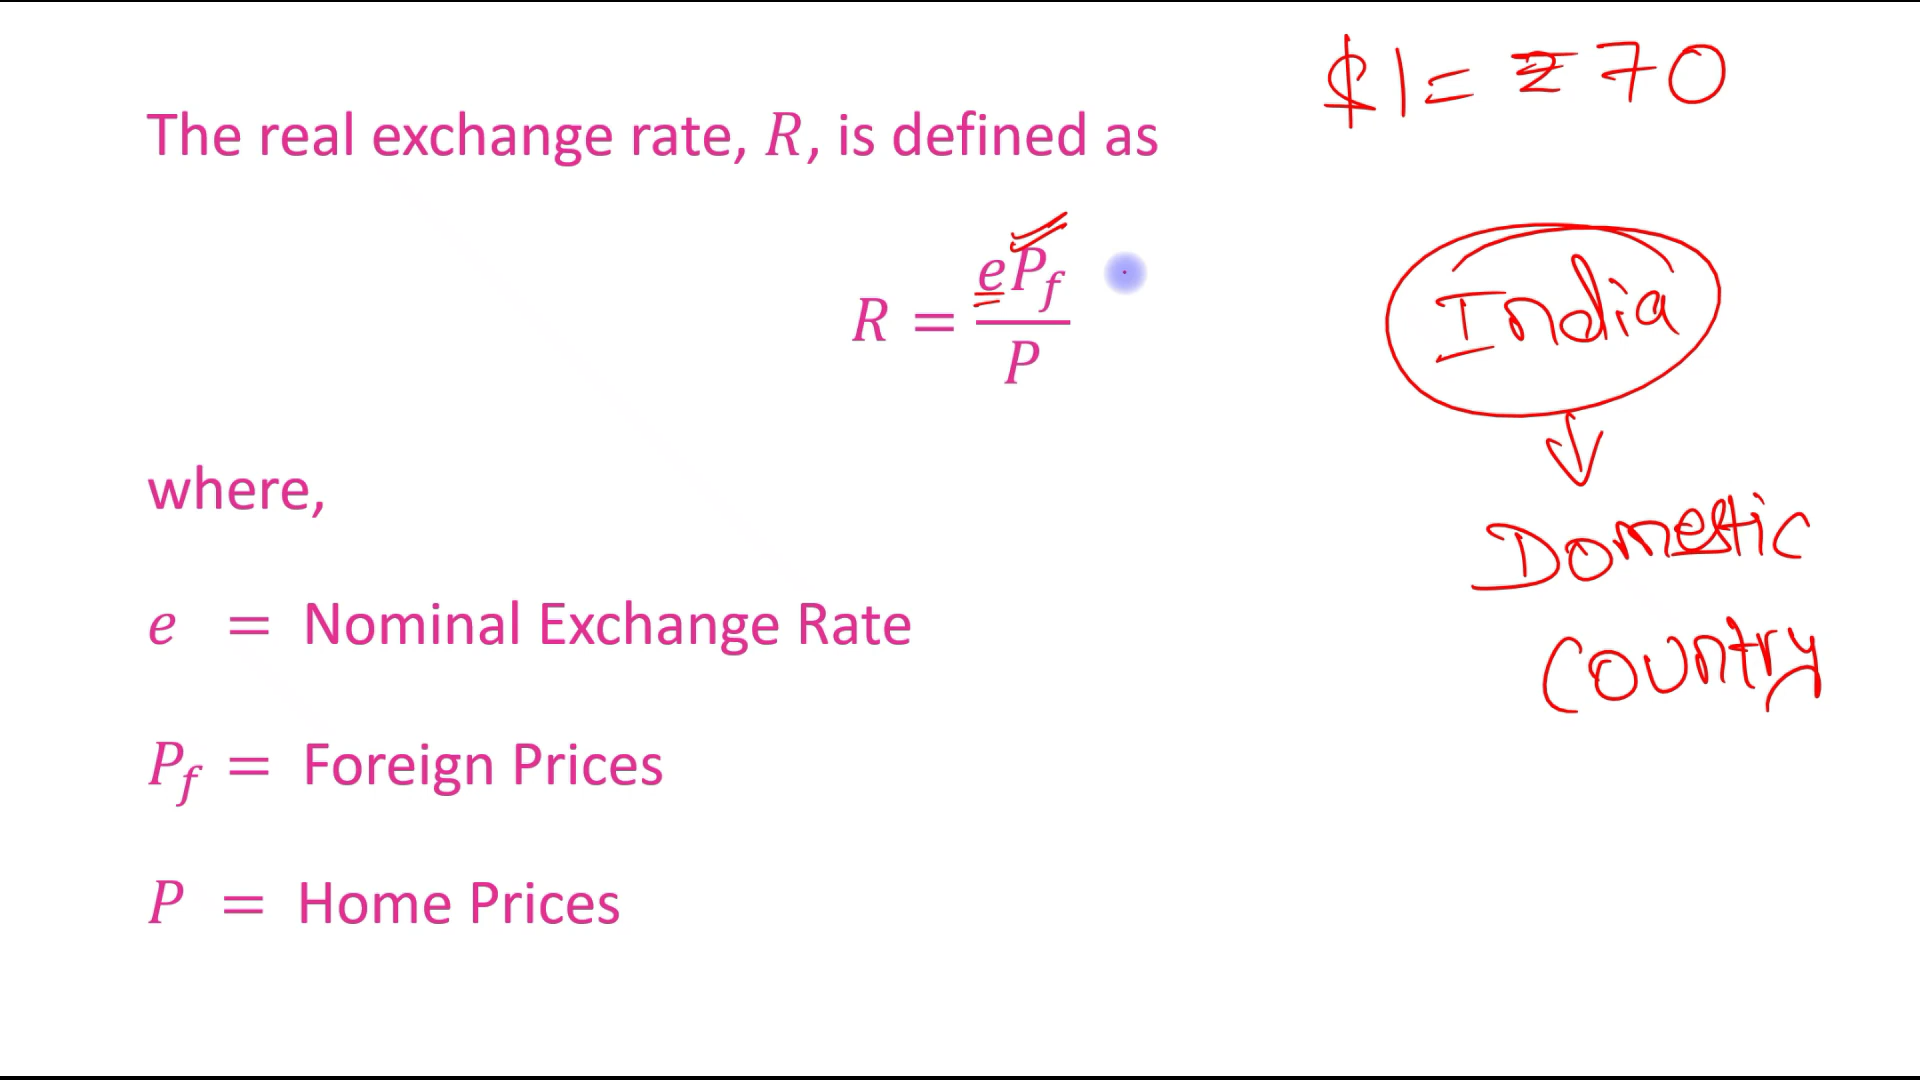 $1 = ₹70
The real exchange rate, R, is defined as
R = ePf / P
India
where,
Domestic
Country
e = Nominal Exchange Rate
Pf = Foreign Prices
P = Home Prices